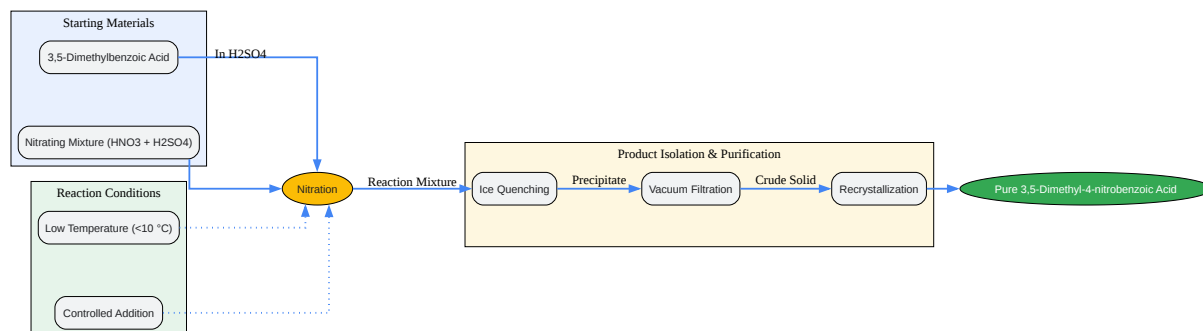 Starting Materials
3,5-Dimethylbenzoic Acid
In H2SO4
Nitrating Mixture (HNO3 + H2SO4)
Reaction Conditions
Low Temperature (<10 °C)
Controlled Addition
Nitration
Reaction Mixture
Product Isolation & Purification
Ice Quenching
Precipitate
Vacuum Filtration
Crude Solid
Recrystallization
Pure 3,5-Dimethyl-4-nitrobenzoic Acid